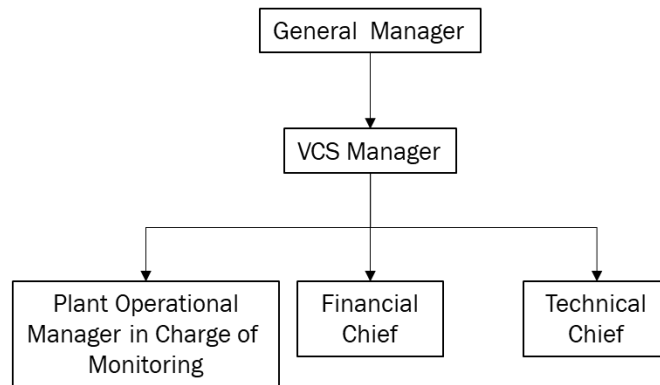 General  Manager
VCS Manager
Plant Operational
Manager in Charge of
Monitoring
Financial
Chief
Technical
Chief